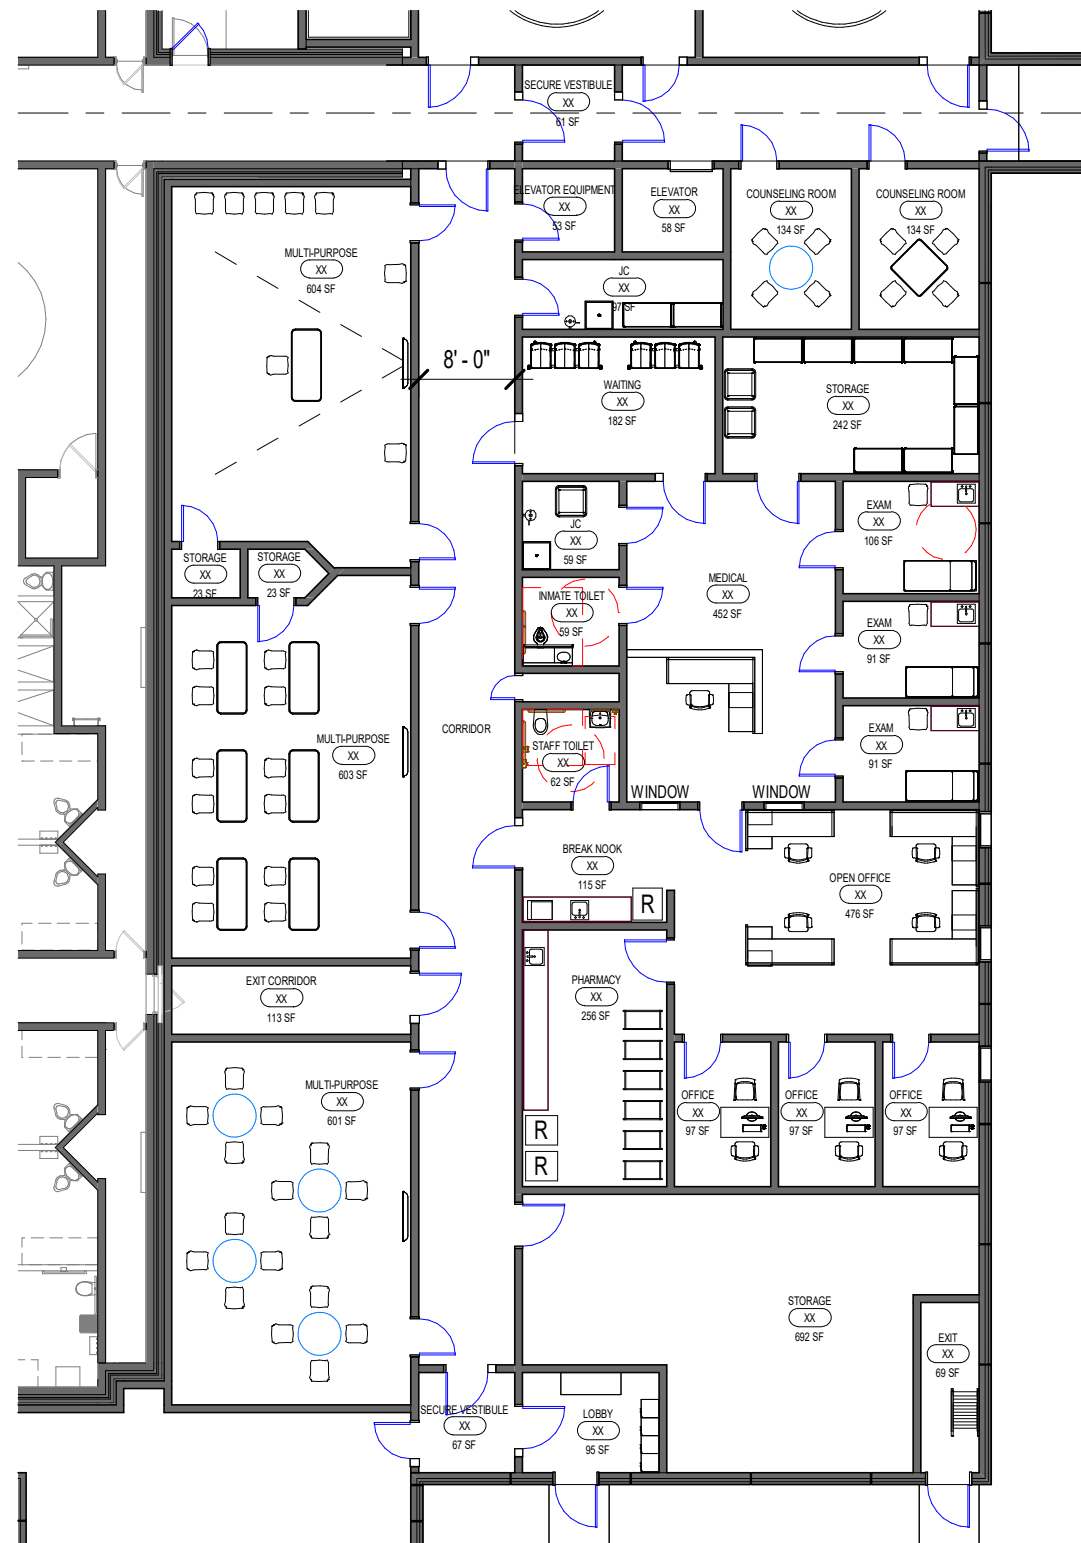 SECURE VESTIBULE
XX
61 SF
ELEVATOR EQUIPMENT
XX
53 SF
ELEVATOR
XX
58 SF
COUNSELING ROOM
XX
134 SF
COUNSELING ROOM
XX
134 SF
MULTI-PURPOSE
XX
604 SF
JC
XX
97 SF
8' - 0"
WAITING
XX
182 SF
STORAGE
XX
242 SF
JC
XX
59 SF
EXAM
XX
106 SF
STORAGE
XX
23 SF
STORAGE
XX
23 SF
INMATE TOILET
XX
59 SF
MEDICAL
XX
452 SF
EXAM
XX
91 SF
CORRIDOR
MULTI-PURPOSE
XX
603 SF
STAFF TOILET
XX
62 SF
EXAM
XX
91 SF
WINDOW
WINDOW
BREAK NOOK
XX
115 SF
R
OPEN OFFICE
XX
476 SF
EXIT CORRIDOR
XX
113 SF
PHARMACY
XX
256 SF
MULTI-PURPOSE
XX
601 SF
R
R
OFFICE
XX
97 SF
OFFICE
XX
97 SF
OFFICE
XX
97 SF
STORAGE
XX
692 SF
EXIT
XX
69 SF
SECURE VESTIBULE
XX
67 SF
LOBBY
XX
95 SF